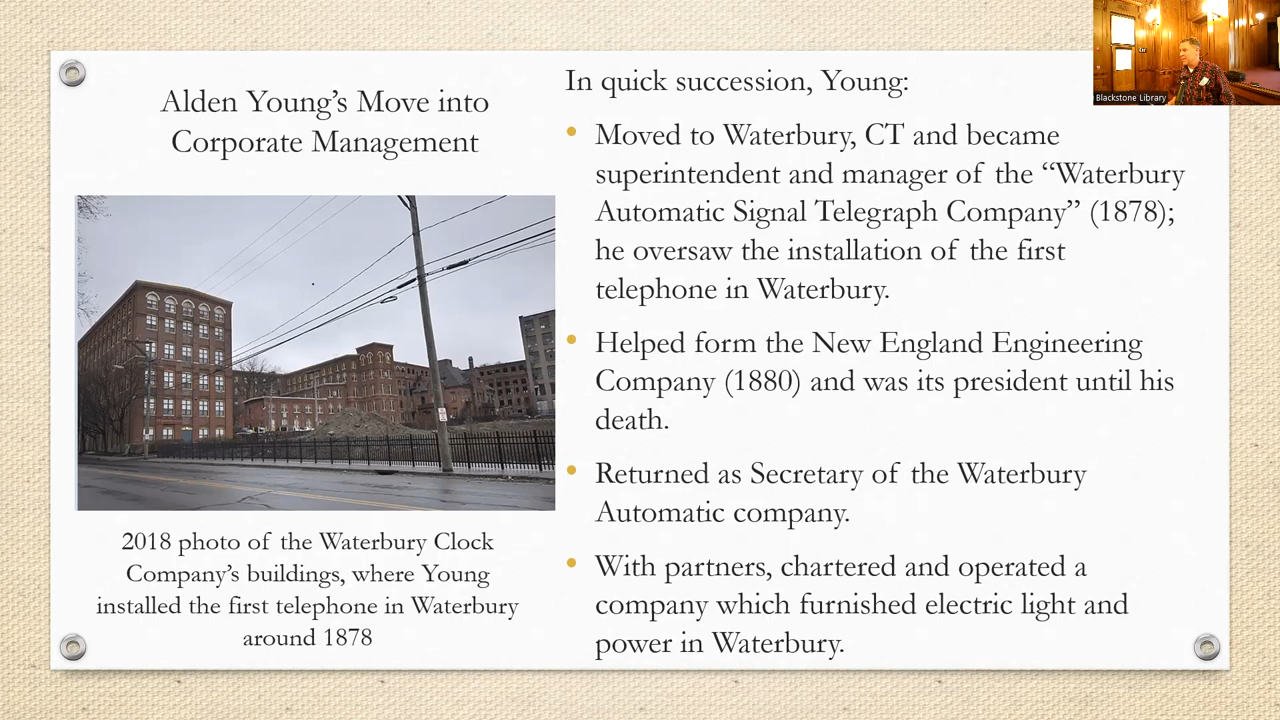 Alden Young’s Move into
Corporate Management
2018 photo of the Waterbury Clock
Company’s buildings, where Young
installed the first telephone in Waterbury
around 1878
In quick succession, Young:
Moved to Waterbury, CT and became
superintendent and manager of the “Waterbury
Automatic Signal Telegraph Company” (1878);
he oversaw the installation of the first
telephone in Waterbury.
Helped form the New England Engineering
Company (1880) and was its president until his
death.
Returned as Secretary of the Waterbury
Automatic company.
With partners, chartered and operated a
company which furnished electric light and
power in Waterbury.
Blackstone Library